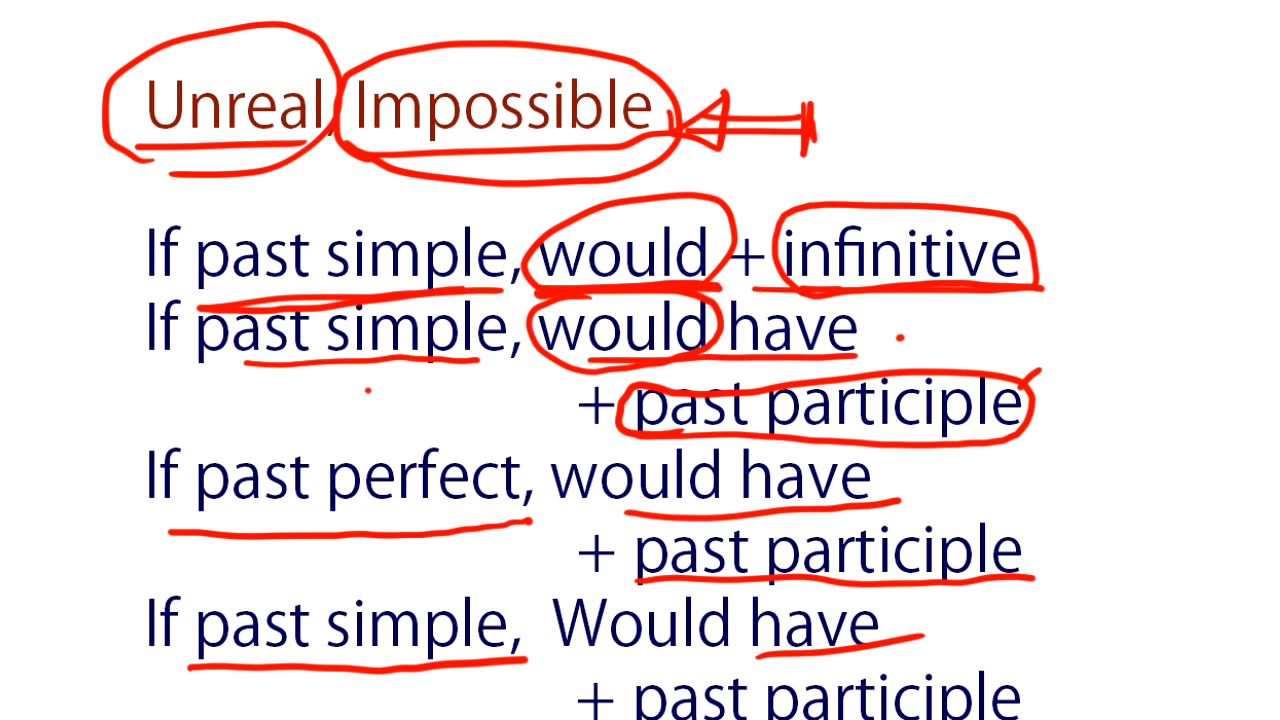 Unreal, Impossible
If past simple, would + infinitive
If past simple, would have
+ past participle
If past perfect, would have
+ past participle
If past simple, Would have
+ past participle